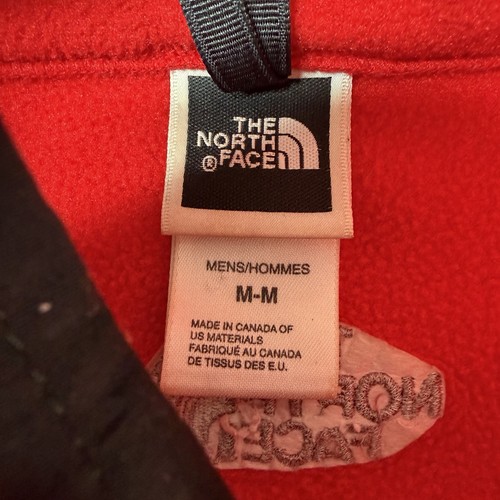 THE
NORTH
FACE
®
MENS/HOMMES
M-M
MADE IN CANADA OF
US MATERIALS
FABRIQUÉ AU CANADA
DE TISSUS DES E.U.